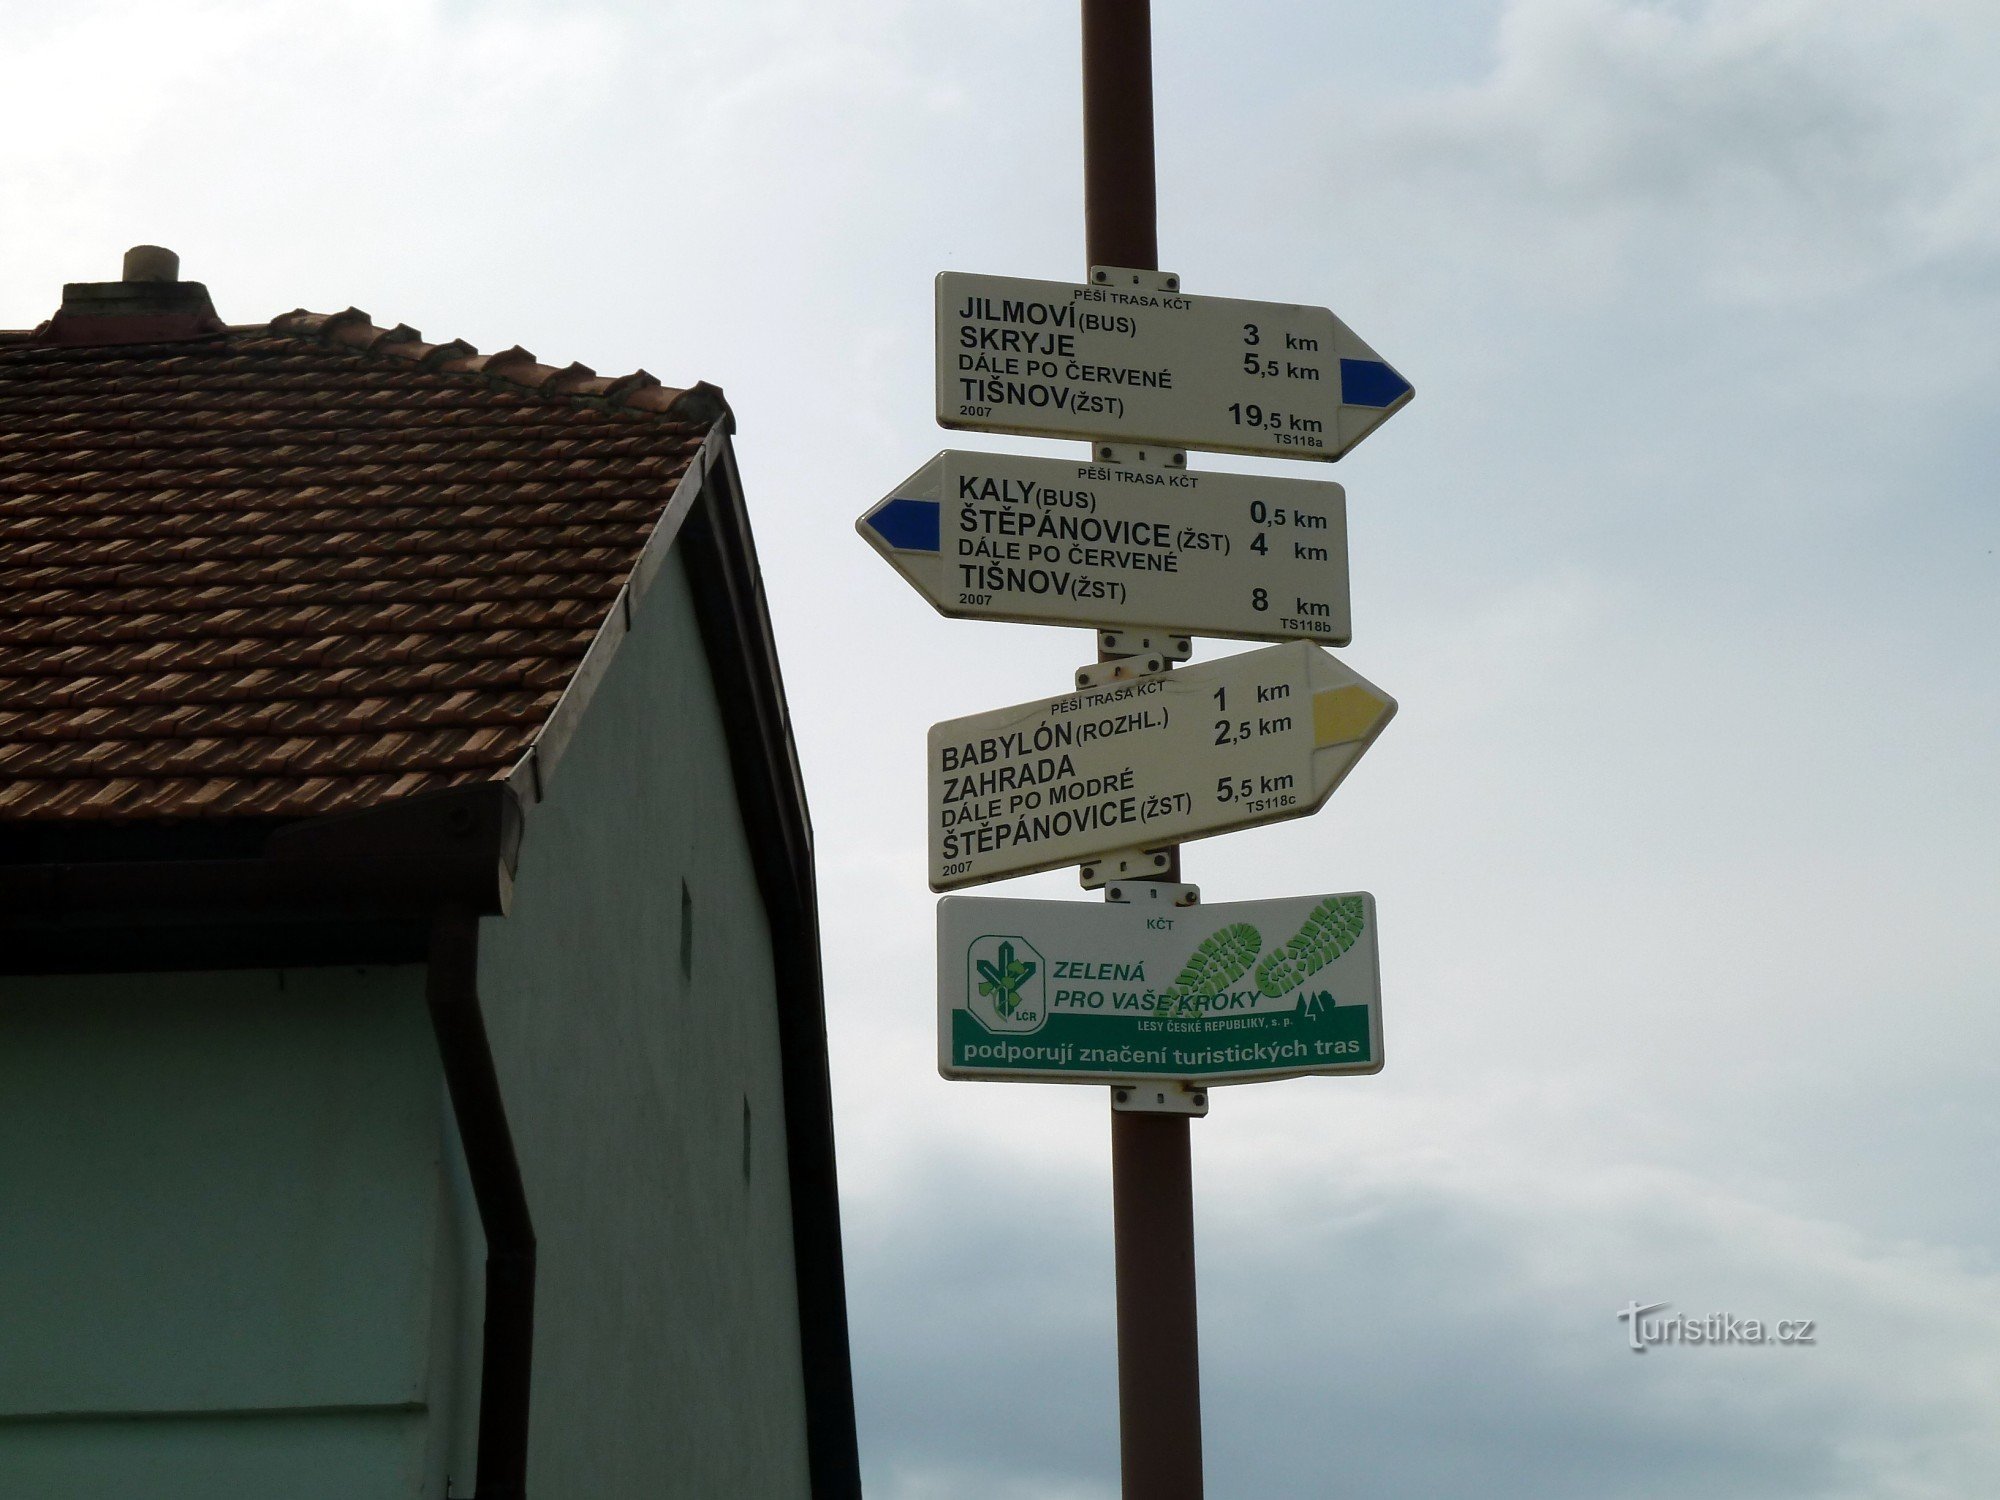 PĚŠÍ TRASA KČT
JILMOVÍ(BUS) 3 km
SKRYJE 5,5 km
DÁLE PO ČERVENÉ
TIŠNOV(ŽST) 19,5 km
2007 TS118a
PĚŠÍ TRASA KČT
KALY(BUS) 0,5 km
ŠTĚPÁNOVICE(ŽST) 4 km
DÁLE PO ČERVENÉ
TIŠNOV(ŽST) 8 km
2007 TS118b
PĚŠÍ TRASA KČT
BABYLÓN(ROZHL.) 1 km
ZAHRADA 2,5 km
DÁLE PO MODRÉ
ŠTĚPÁNOVICE(ŽST) 5,5 km
2007 TS118c
KČT
ZELENÁ
PRO VAŠE KROKY
LČR
LESY ČESKÉ REPUBLIKY, s. p.
podporují značení turistických tras
Turistika.cz